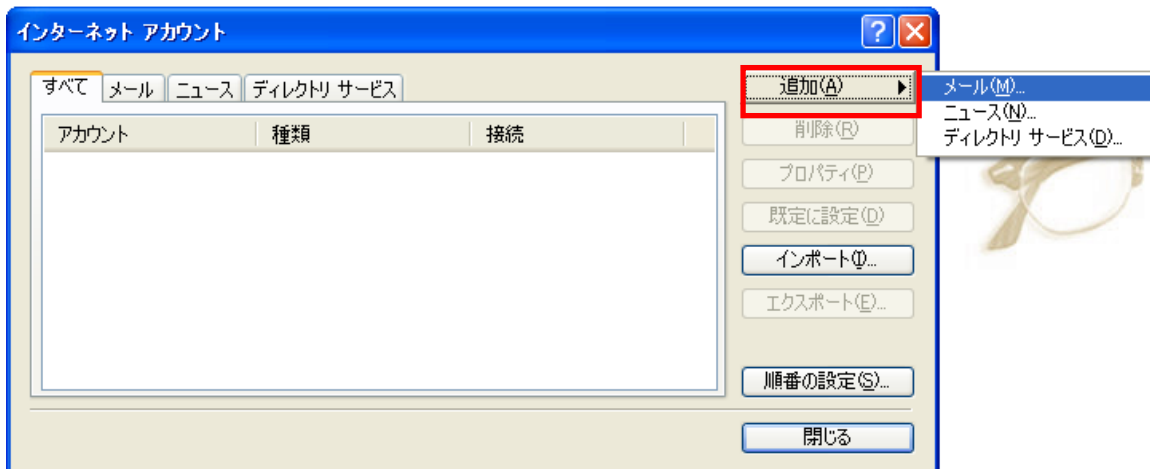 インターネット アカウント
すべて メール ニュース ディレクトリ サービス
アカウント 種類 接続
追加(A)
削除(R)
プロパティ(P)
既定に設定(D)
インポート(I)...
エクスポート(E)...
順番の設定(S)...
閉じる
メール(M)...
ニュース(N)...
ディレクトリ サービス(D)...